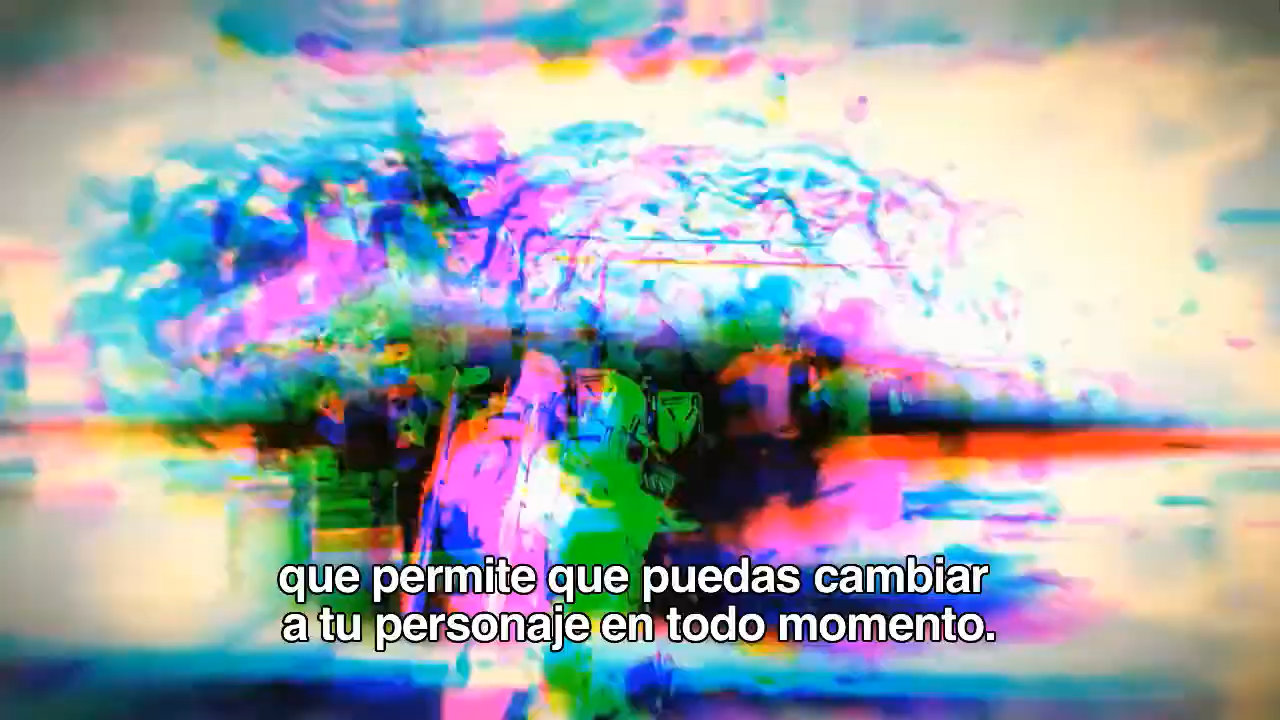 que permite que puedas cambiar
a tu personaje en todo momento.